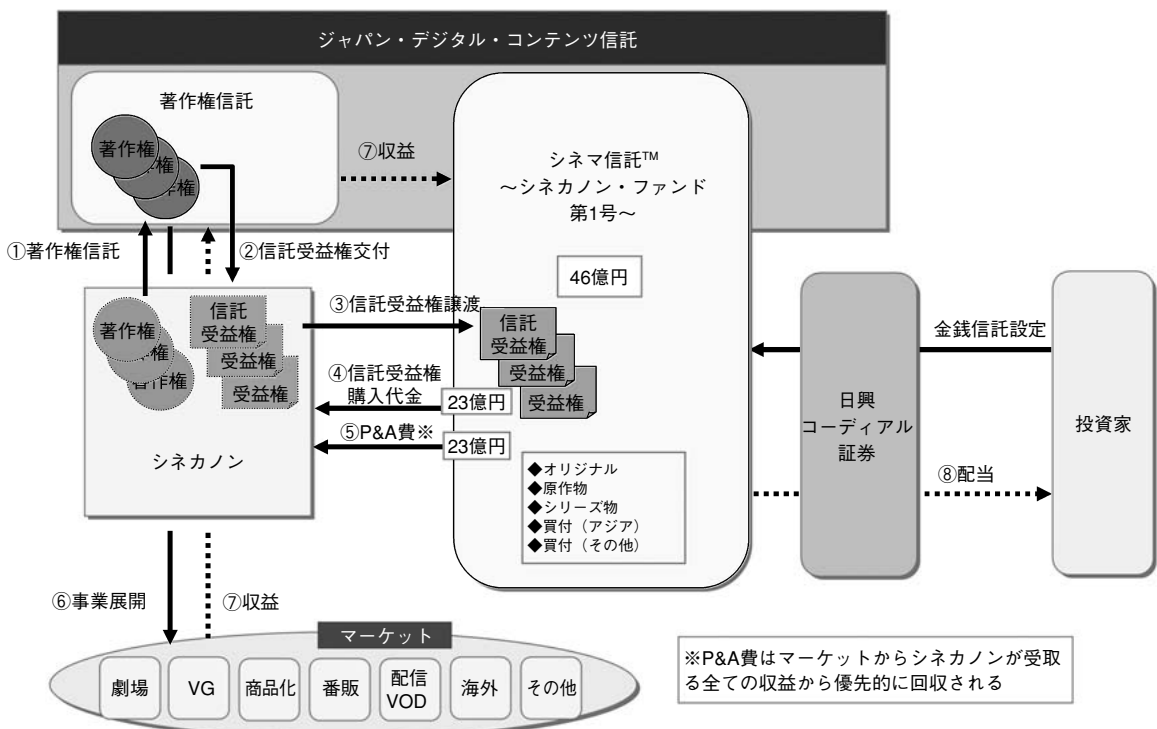 ジャパン・デジタル・コンテンツ信託
著作権信託
著作権
作権
作権
⑦収益
シネマ信託™
～シネカノン・ファンド
第1号～
46億円
①著作権信託
②信託受益権交付
著作権
作権
著作権
信託
受益権
受益権
受益権
シネカノン
③信託受益権譲渡
信託
受益権
受益権
受益権
④信託受益権
購入代金
23億円
⑤P&A費※
23億円
◆オリジナル
◆原作物
◆シリーズ物
◆買付（アジア）
◆買付（その他）
日興
コーディアル
証券
金銭信託設定
⑧配当
投資家
⑥事業展開
⑦収益
マーケット
劇場
VG
商品化
番販
配信
VOD
海外
その他
※P&A費はマーケットからシネカノンが受取
る全ての収益から優先的に回収される